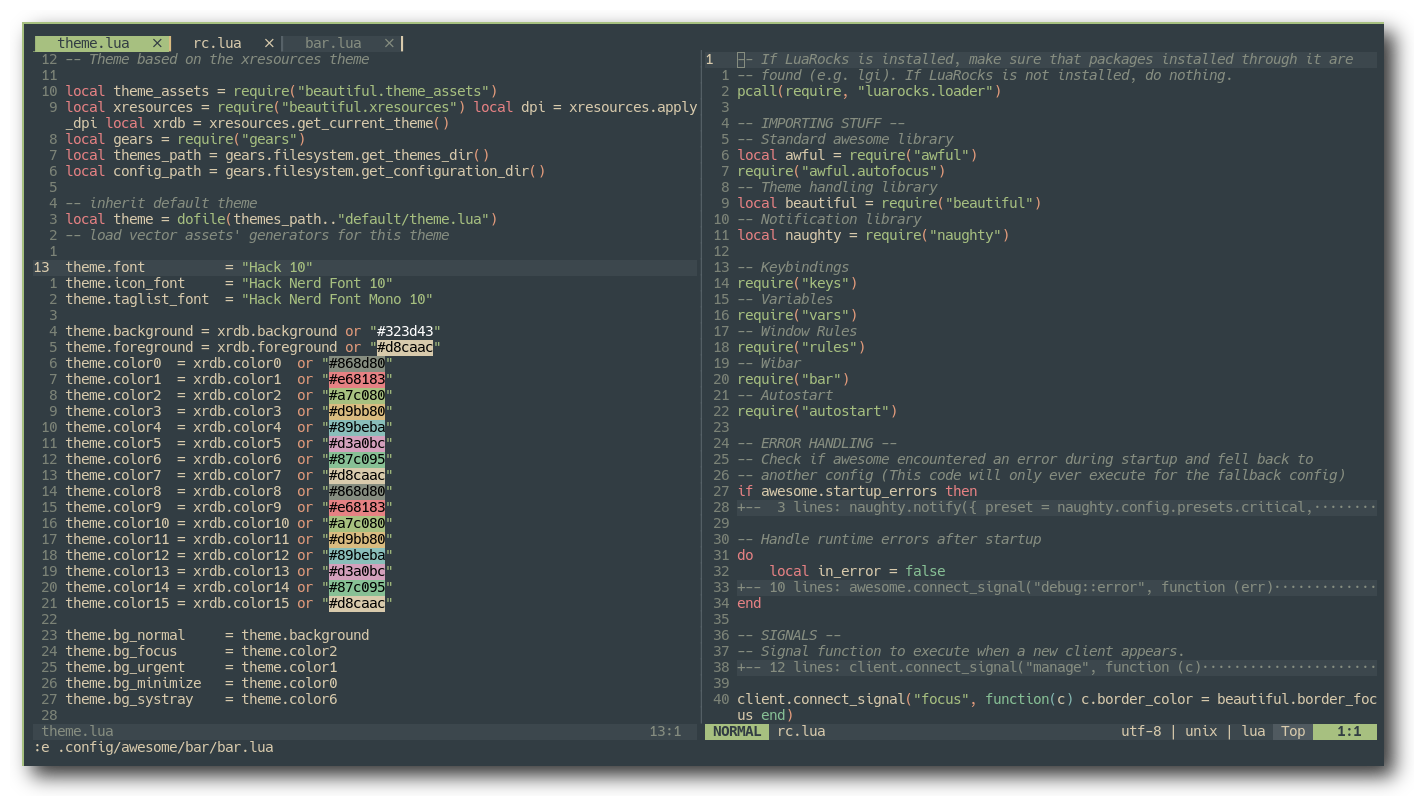 theme.lua × rc.lua × bar.lua ×
12 -- Theme based on the xresources theme
11
10 local theme_assets = require("beautiful.theme_assets")
9 local xresources = require("beautiful.xresources") local dpi = xresources.apply
_dpi local xrdb = xresources.get_current_theme()
8 local gears = require("gears")
7 local themes_path = gears.filesystem.get_themes_dir()
6 local config_path = gears.filesystem.get_configuration_dir()
5
4 -- inherit default theme
3 local theme = dofile(themes_path.."default/theme.lua")
2 -- load vector assets' generators for this theme
1
13 theme.font          = "Hack 10"
1 theme.icon_font     = "Hack Nerd Font 10"
2 theme.taglist_font  = "Hack Nerd Font Mono 10"
3
4 theme.background = xrdb.background or "#323d43"
5 theme.foreground = xrdb.foreground or "#d8caac"
6 theme.color0  = xrdb.color0  or "#868d80"
7 theme.color1  = xrdb.color1  or "#e68183"
8 theme.color2  = xrdb.color2  or "#a7c080"
9 theme.color3  = xrdb.color3  or "#d9bb80"
10 theme.color4  = xrdb.color4  or "#89beba"
11 theme.color5  = xrdb.color5  or "#d3a0bc"
12 theme.color6  = xrdb.color6  or "#87c095"
13 theme.color7  = xrdb.color7  or "#d8caac"
14 theme.color8  = xrdb.color8  or "#868d80"
15 theme.color9  = xrdb.color9  or "#e68183"
16 theme.color10 = xrdb.color10 or "#a7c080"
17 theme.color11 = xrdb.color11 or "#d9bb80"
18 theme.color12 = xrdb.color12 or "#89beba"
19 theme.color13 = xrdb.color13 or "#d3a0bc"
20 theme.color14 = xrdb.color14 or "#87c095"
21 theme.color15 = xrdb.color15 or "#d8caac"
22
23 theme.bg_normal     = theme.background
24 theme.bg_focus      = theme.color2
25 theme.bg_urgent     = theme.color1
26 theme.bg_minimize   = theme.color0
27 theme.bg_systray    = theme.color6
28
theme.lua 13:1
1 -- If LuaRocks is installed, make sure that packages installed through it are
1 -- found (e.g. lgi). If LuaRocks is not installed, do nothing.
2 pcall(require, "luarocks.loader")
3
4 -- IMPORTING STUFF --
5 -- Standard awesome library
6 local awful = require("awful")
7 require("awful.autofocus")
8 -- Theme handling library
9 local beautiful = require("beautiful")
10 -- Notification library
11 local naughty = require("naughty")
12
13 -- Keybindings
14 require("keys")
15 -- Variables
16 require("vars")
17 -- Window Rules
18 require("rules")
19 -- Wibar
20 require("bar")
21 -- Autostart
22 require("autostart")
23
24 -- ERROR HANDLING --
25 -- Check if awesome encountered an error during startup and fell back to
26 -- another config (This code will only ever execute for the fallback config)
27 if awesome.startup_errors then
28 +--  3 lines: naughty.notify({ preset = naughty.config.presets.critical,········
29
30 -- Handle runtime errors after startup
31 do
32     local in_error = false
33 +-- 10 lines: awesome.connect_signal("debug::error", function (err)·············
34 end
35
36 -- SIGNALS --
37 -- Signal function to execute when a new client appears.
38 +-- 12 lines: client.connect_signal("manage", function (c)······················
39
40 client.connect_signal("focus", function(c) c.border_color = beautiful.border_foc
us end)
NORMAL rc.lua utf-8 | unix | lua Top 1:1
:e .config/awesome/bar/bar.lua